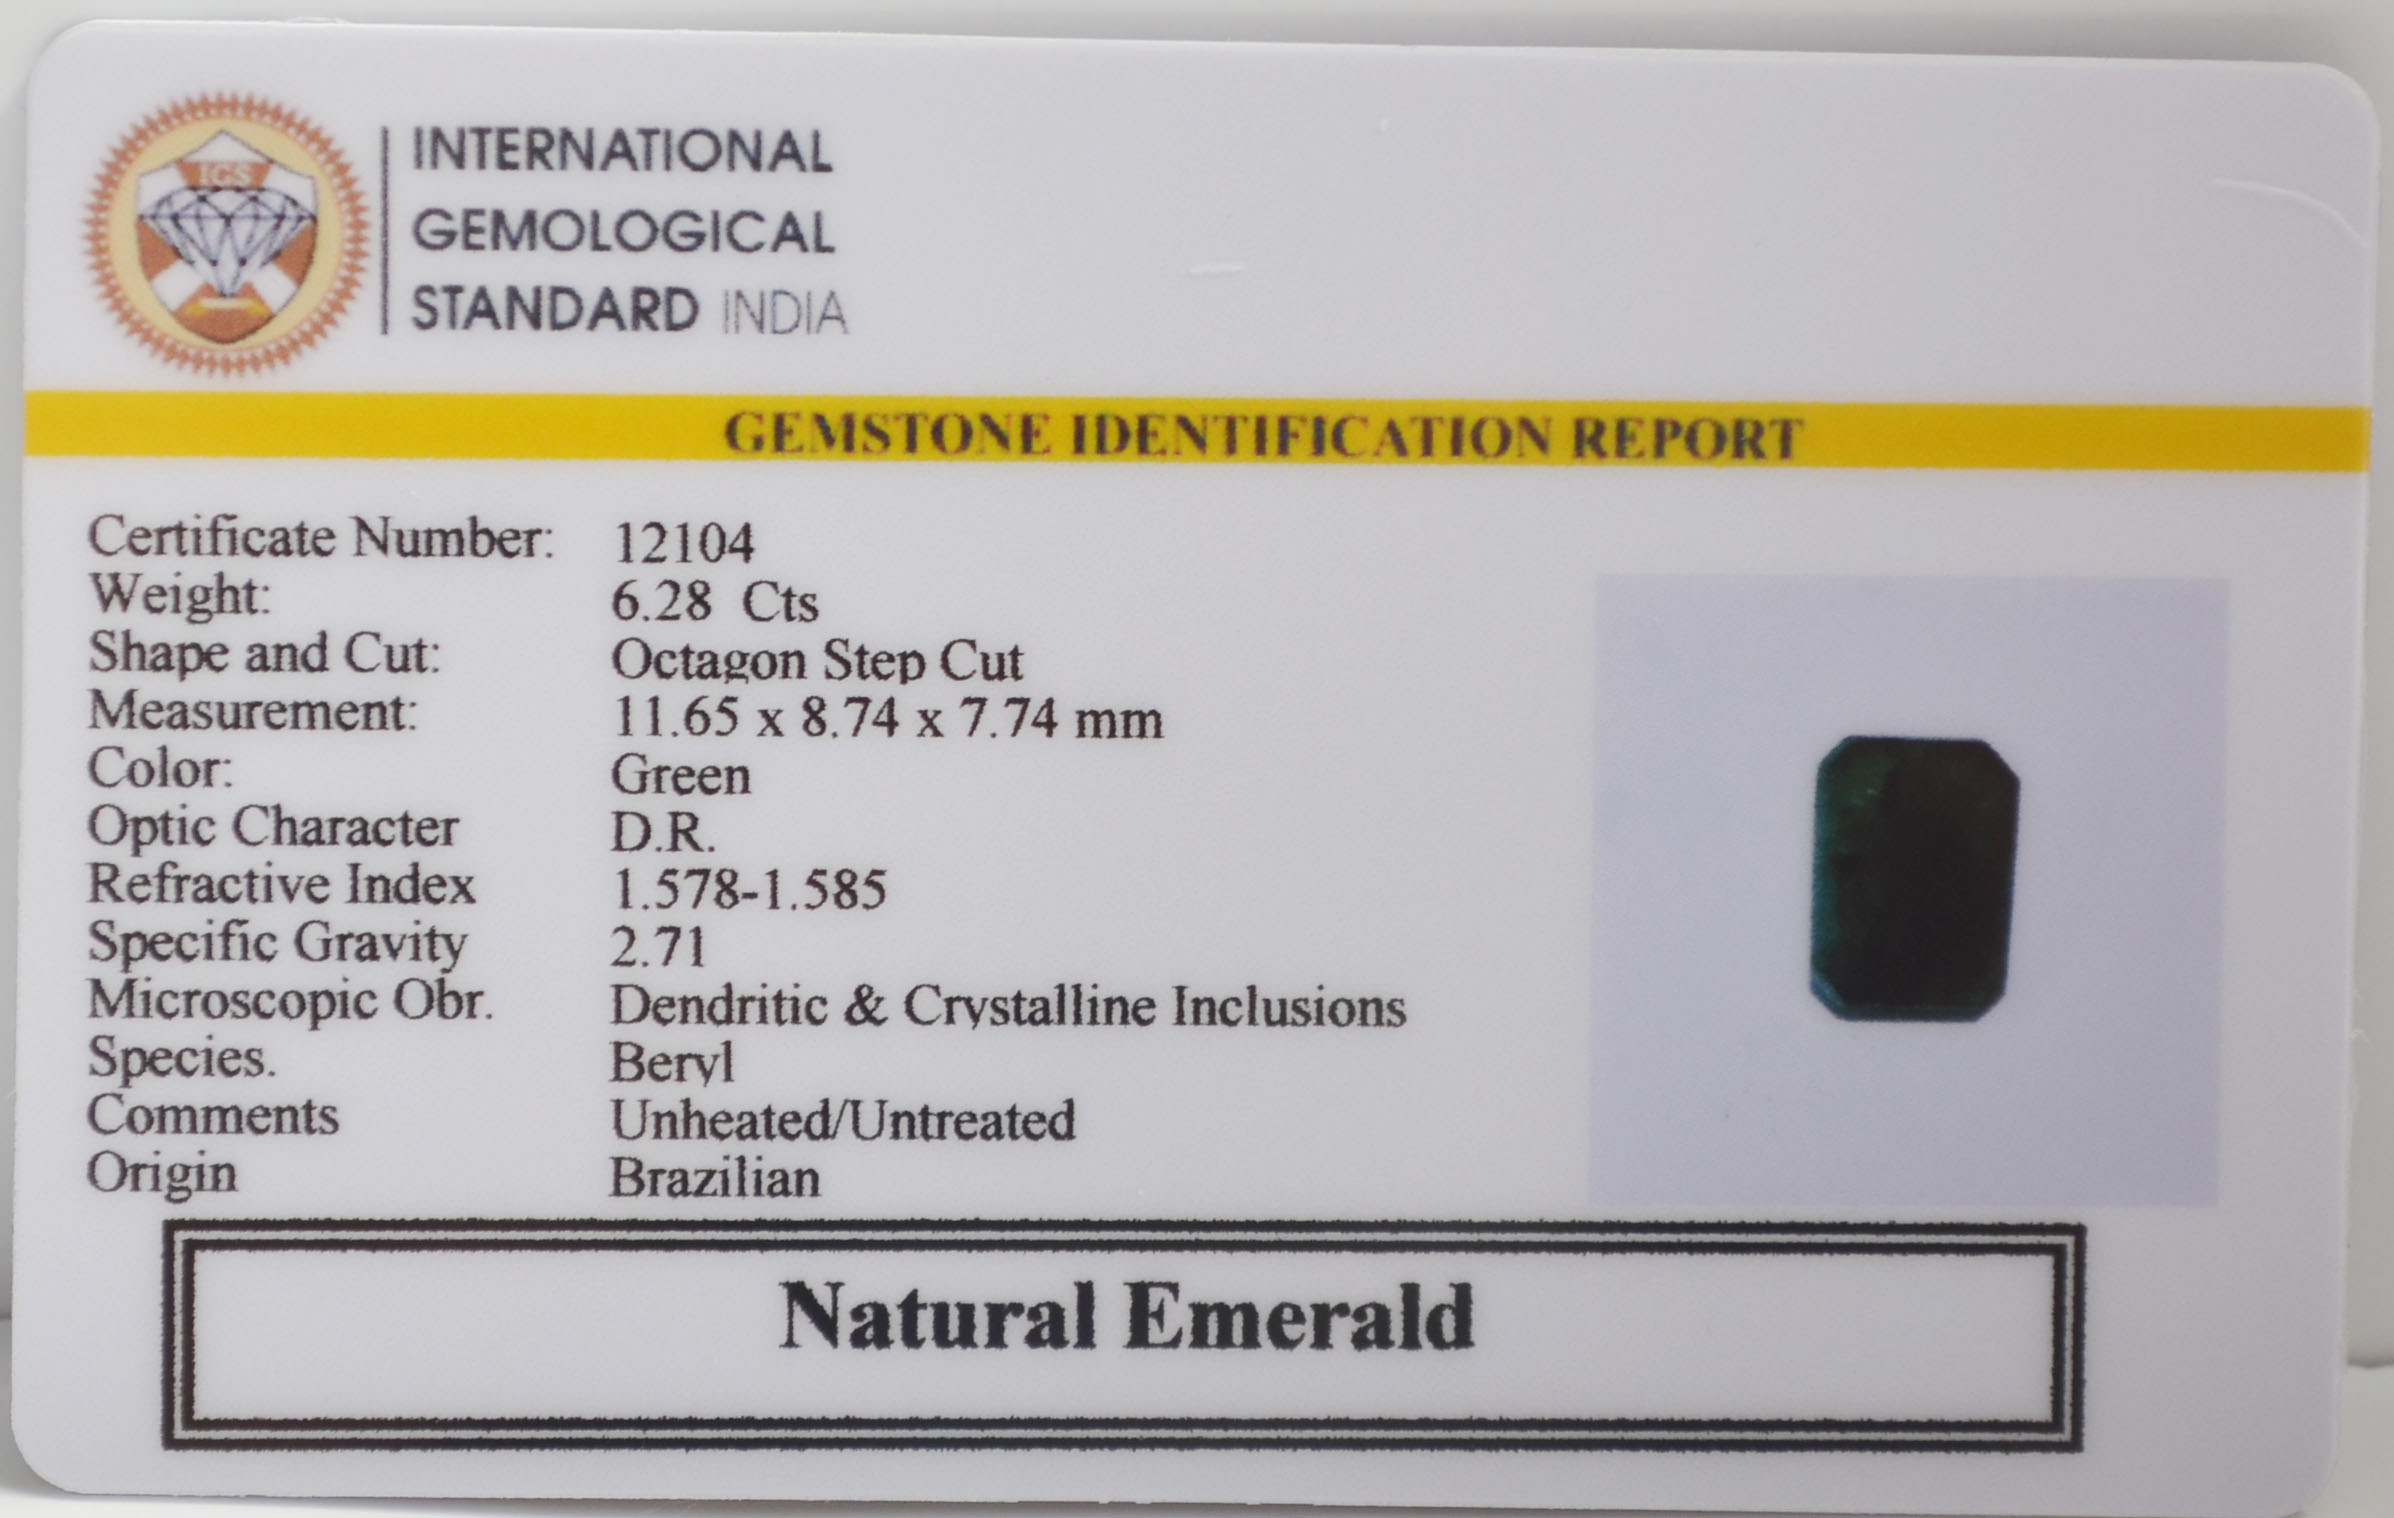 IGS
INTERNATIONAL
GEMOLOGICAL
STANDARD INDIA
GEMSTONE IDENTIFICATION REPORT
Certificate Number: 12104
Weight: 6.28 Cts
Shape and Cut: Octagon Step Cut
Measurement: 11.65 x 8.74 x 7.74 mm
Color: Green
Optic Character D.R.
Refractive Index 1.578-1.585
Specific Gravity 2.71
Microscopic Obr. Dendritic & Crystalline Inclusions
Species. Beryl
Comments Unheated/Untreated
Origin Brazilian
Natural Emerald